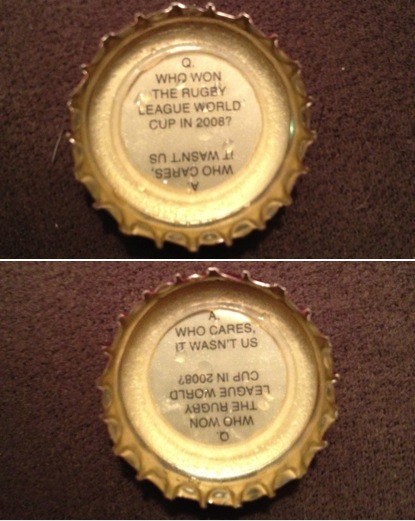 Q.
WHO WON
THE RUGBY
LEAGUE WORLD
CUP IN 2008?
A.
WHO CARES,
IT WASN'T US
A.
WHO CARES,
IT WASN'T US
Q.
WHO WON
THE RUGBY
LEAGUE WORLD
CUP IN 2008?